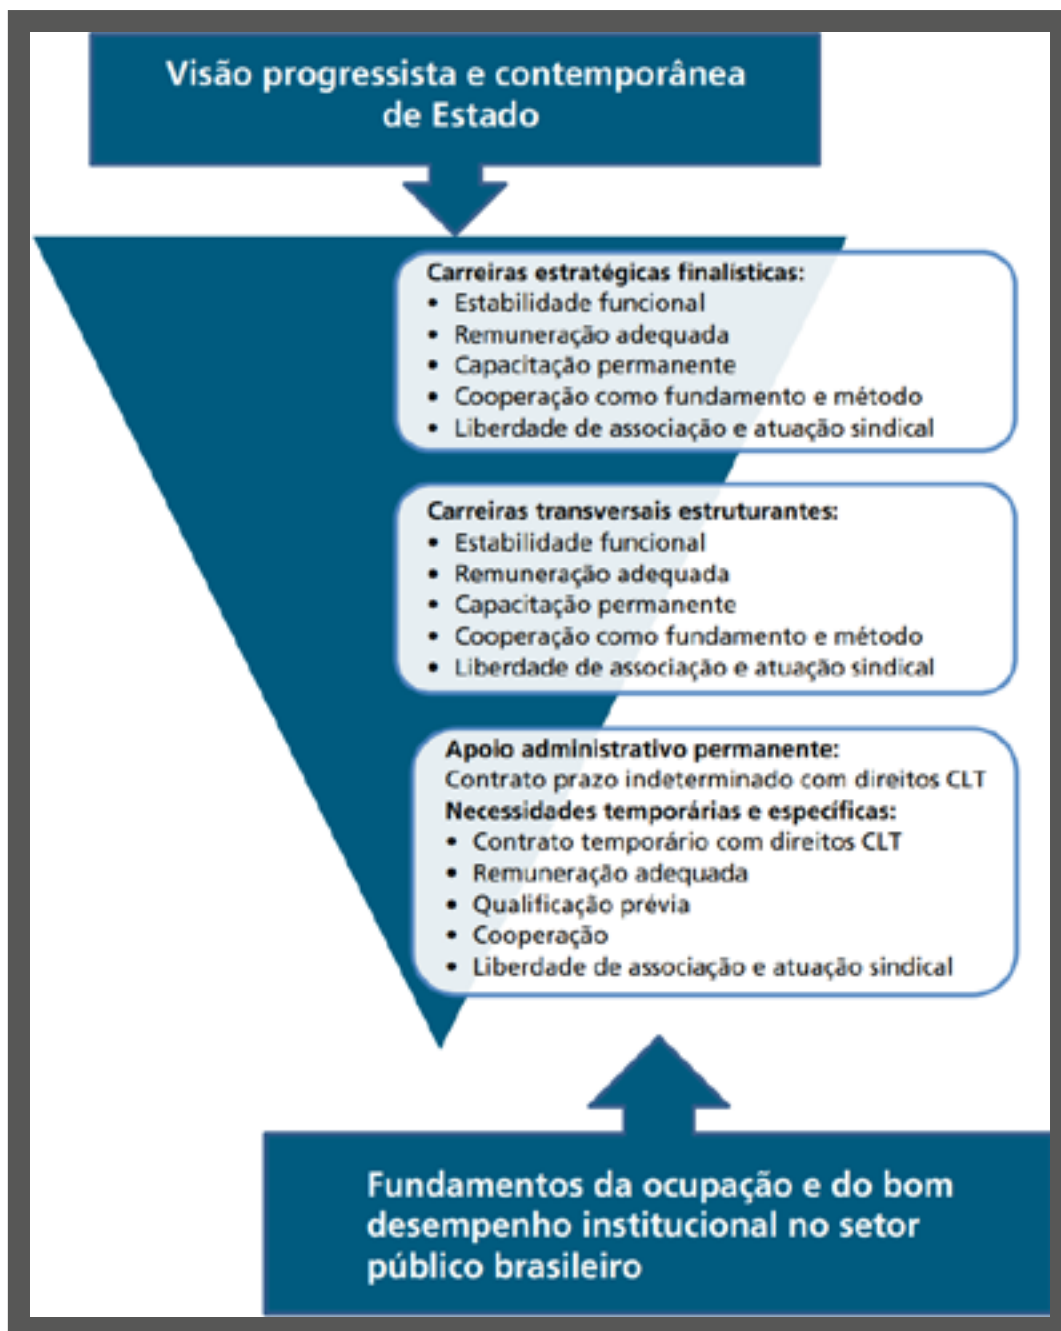 Visão progressista e contemporânea
de Estado
Carreiras estratégicas finalísticas:
• Estabilidade funcional
• Remuneração adequada
• Capacitação permanente
• Cooperação como fundamento e método
• Liberdade de associação e atuação sindical
Carreiras transversais estruturantes:
• Estabilidade funcional
• Remuneração adequada
• Capacitação permanente
• Cooperação como fundamento e método
• Liberdade de associação e atuação sindical
Apoio administrativo permanente:
Contrato prazo indeterminado com direitos CLT
Necessidades temporárias e específicas:
• Contrato temporário com direitos CLT
• Remuneração adequada
• Qualificação prévia
• Cooperação
• Liberdade de associação e atuação sindical
Fundamentos da ocupação e do bom
desempenho institucional no setor
público brasileiro